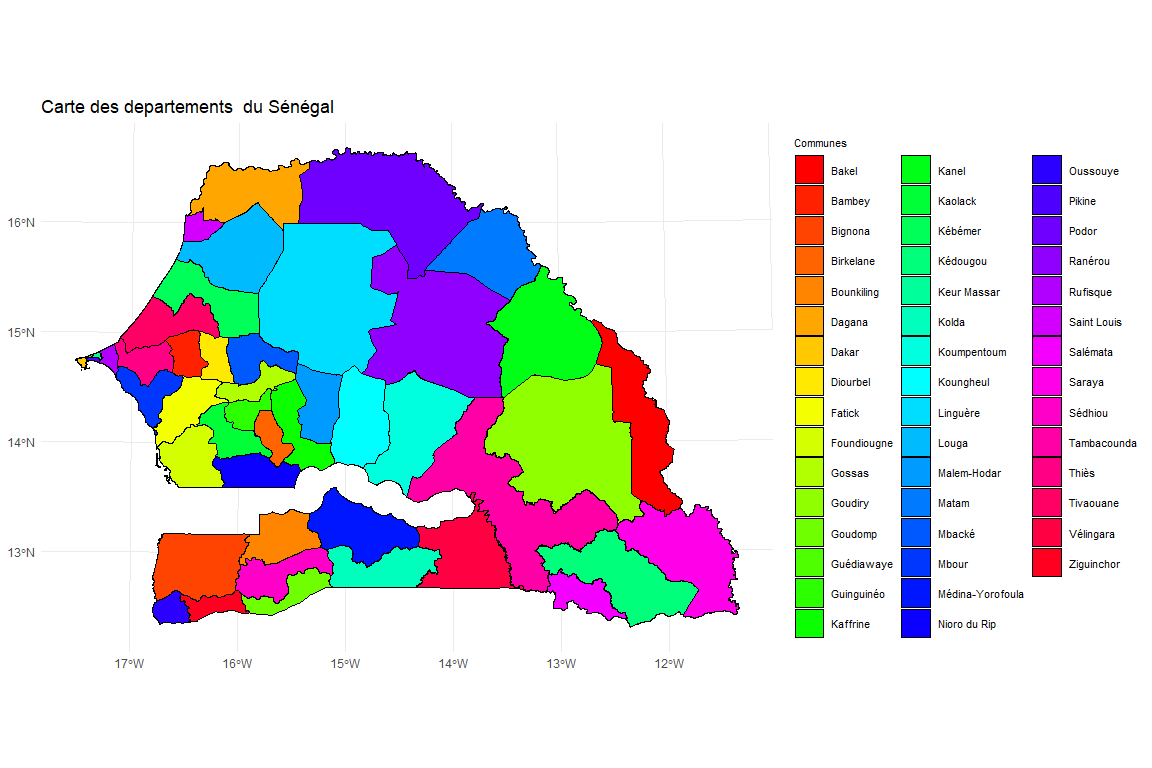 Carte des departements  du Sénégal
16°N
15°N
14°N
13°N
17°W
16°W
15°W
14°W
13°W
12°W
Communes
Bakel
Bambey
Bignona
Birkelane
Bounkiling
Dagana
Dakar
Diourbel
Fatick
Foundiougne
Gossas
Goudiry
Goudomp
Guédiawaye
Guinguinéo
Kaffrine
Kanel
Kaolack
Kébémer
Kédougou
Keur Massar
Kolda
Koumpentoum
Koungheul
Linguère
Louga
Malem-Hodar
Matam
Mbacké
Mbour
Médina-Yorofoula
Nioro du Rip
Oussouye
Pikine
Podor
Ranérou
Rufisque
Saint Louis
Salémata
Saraya
Sédhiou
Tambacounda
Thiès
Tivaouane
Vélingara
Ziguinchor